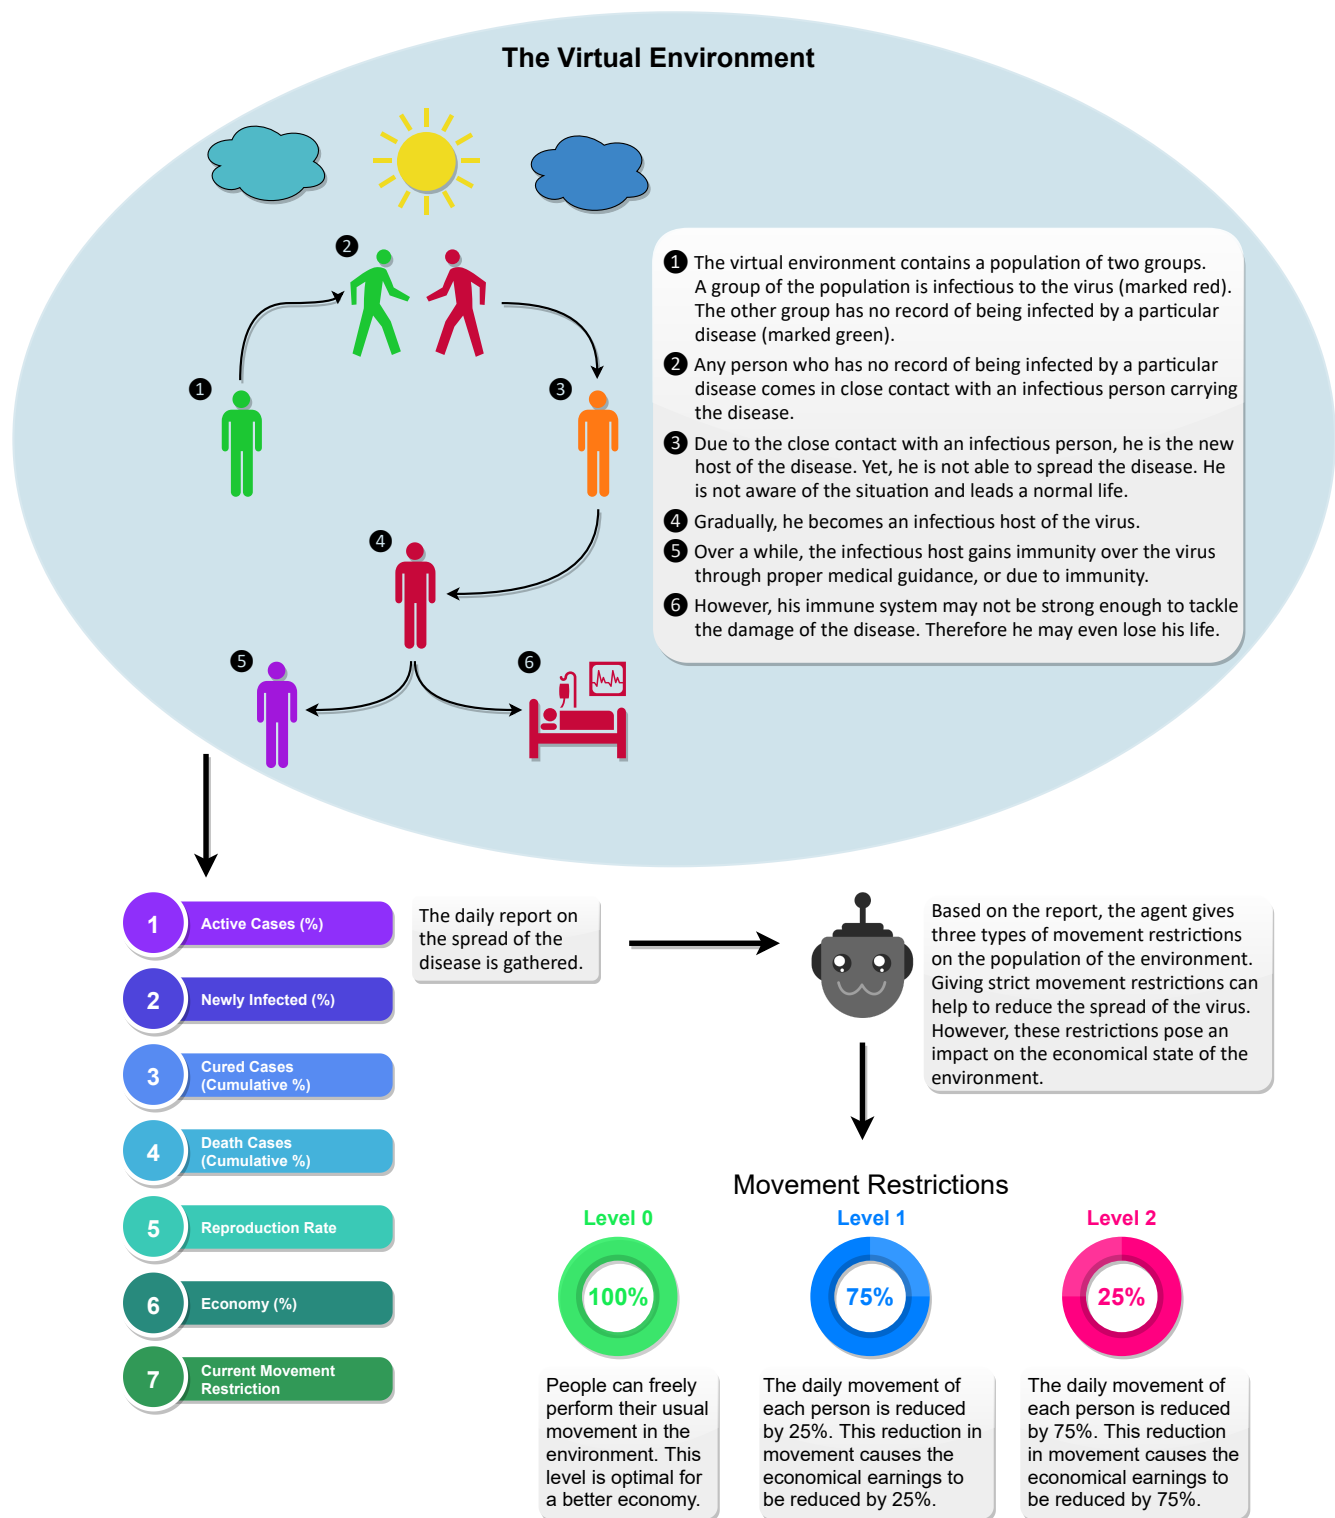 The Virtual Environment
2
1
3
4
5
6
1 The virtual environment contains a population of two groups.
A group of the population is infectious to the virus (marked red).
The other group has no record of being infected by a particular
disease (marked green).
2 Any person who has no record of being infected by a particular
disease comes in close contact with an infectious person carrying
the disease.
3 Due to the close contact with an infectious person, he is the new
host of the disease. Yet, he is not able to spread the disease. He
is not aware of the situation and leads a normal life.
4 Gradually, he becomes an infectious host of the virus.
5 Over a while, the infectious host gains immunity over the virus
through proper medical guidance, or due to immunity.
6 However, his immune system may not be strong enough to tackle
the damage of the disease. Therefore he may even lose his life.
1 Active Cases (%)
2 Newly Infected (%)
3 Cured Cases
(Cumulative %)
4 Death Cases
(Cumulative %)
5 Reproduction Rate
6 Economy (%)
7 Current Movement
Restriction
The daily report on
the spread of the
disease is gathered.
Based on the report, the agent gives
three types of movement restrictions
on the population of the environment.
Giving strict movement restrictions can
help to reduce the spread of the virus.
However, these restrictions pose an
impact on the economical state of the
environment.
Movement Restrictions
Level 0
100%
People can freely
perform their usual
movement in the
environment. This
level is optimal for
a better economy.
Level 1
75%
The daily movement of
each person is reduced
by 25%. This reduction in
movement causes the
economical earnings to
be reduced by 25%.
Level 2
25%
The daily movement of
each person is reduced
by 75%. This reduction
in movement causes the
economical earnings to
be reduced by 75%.